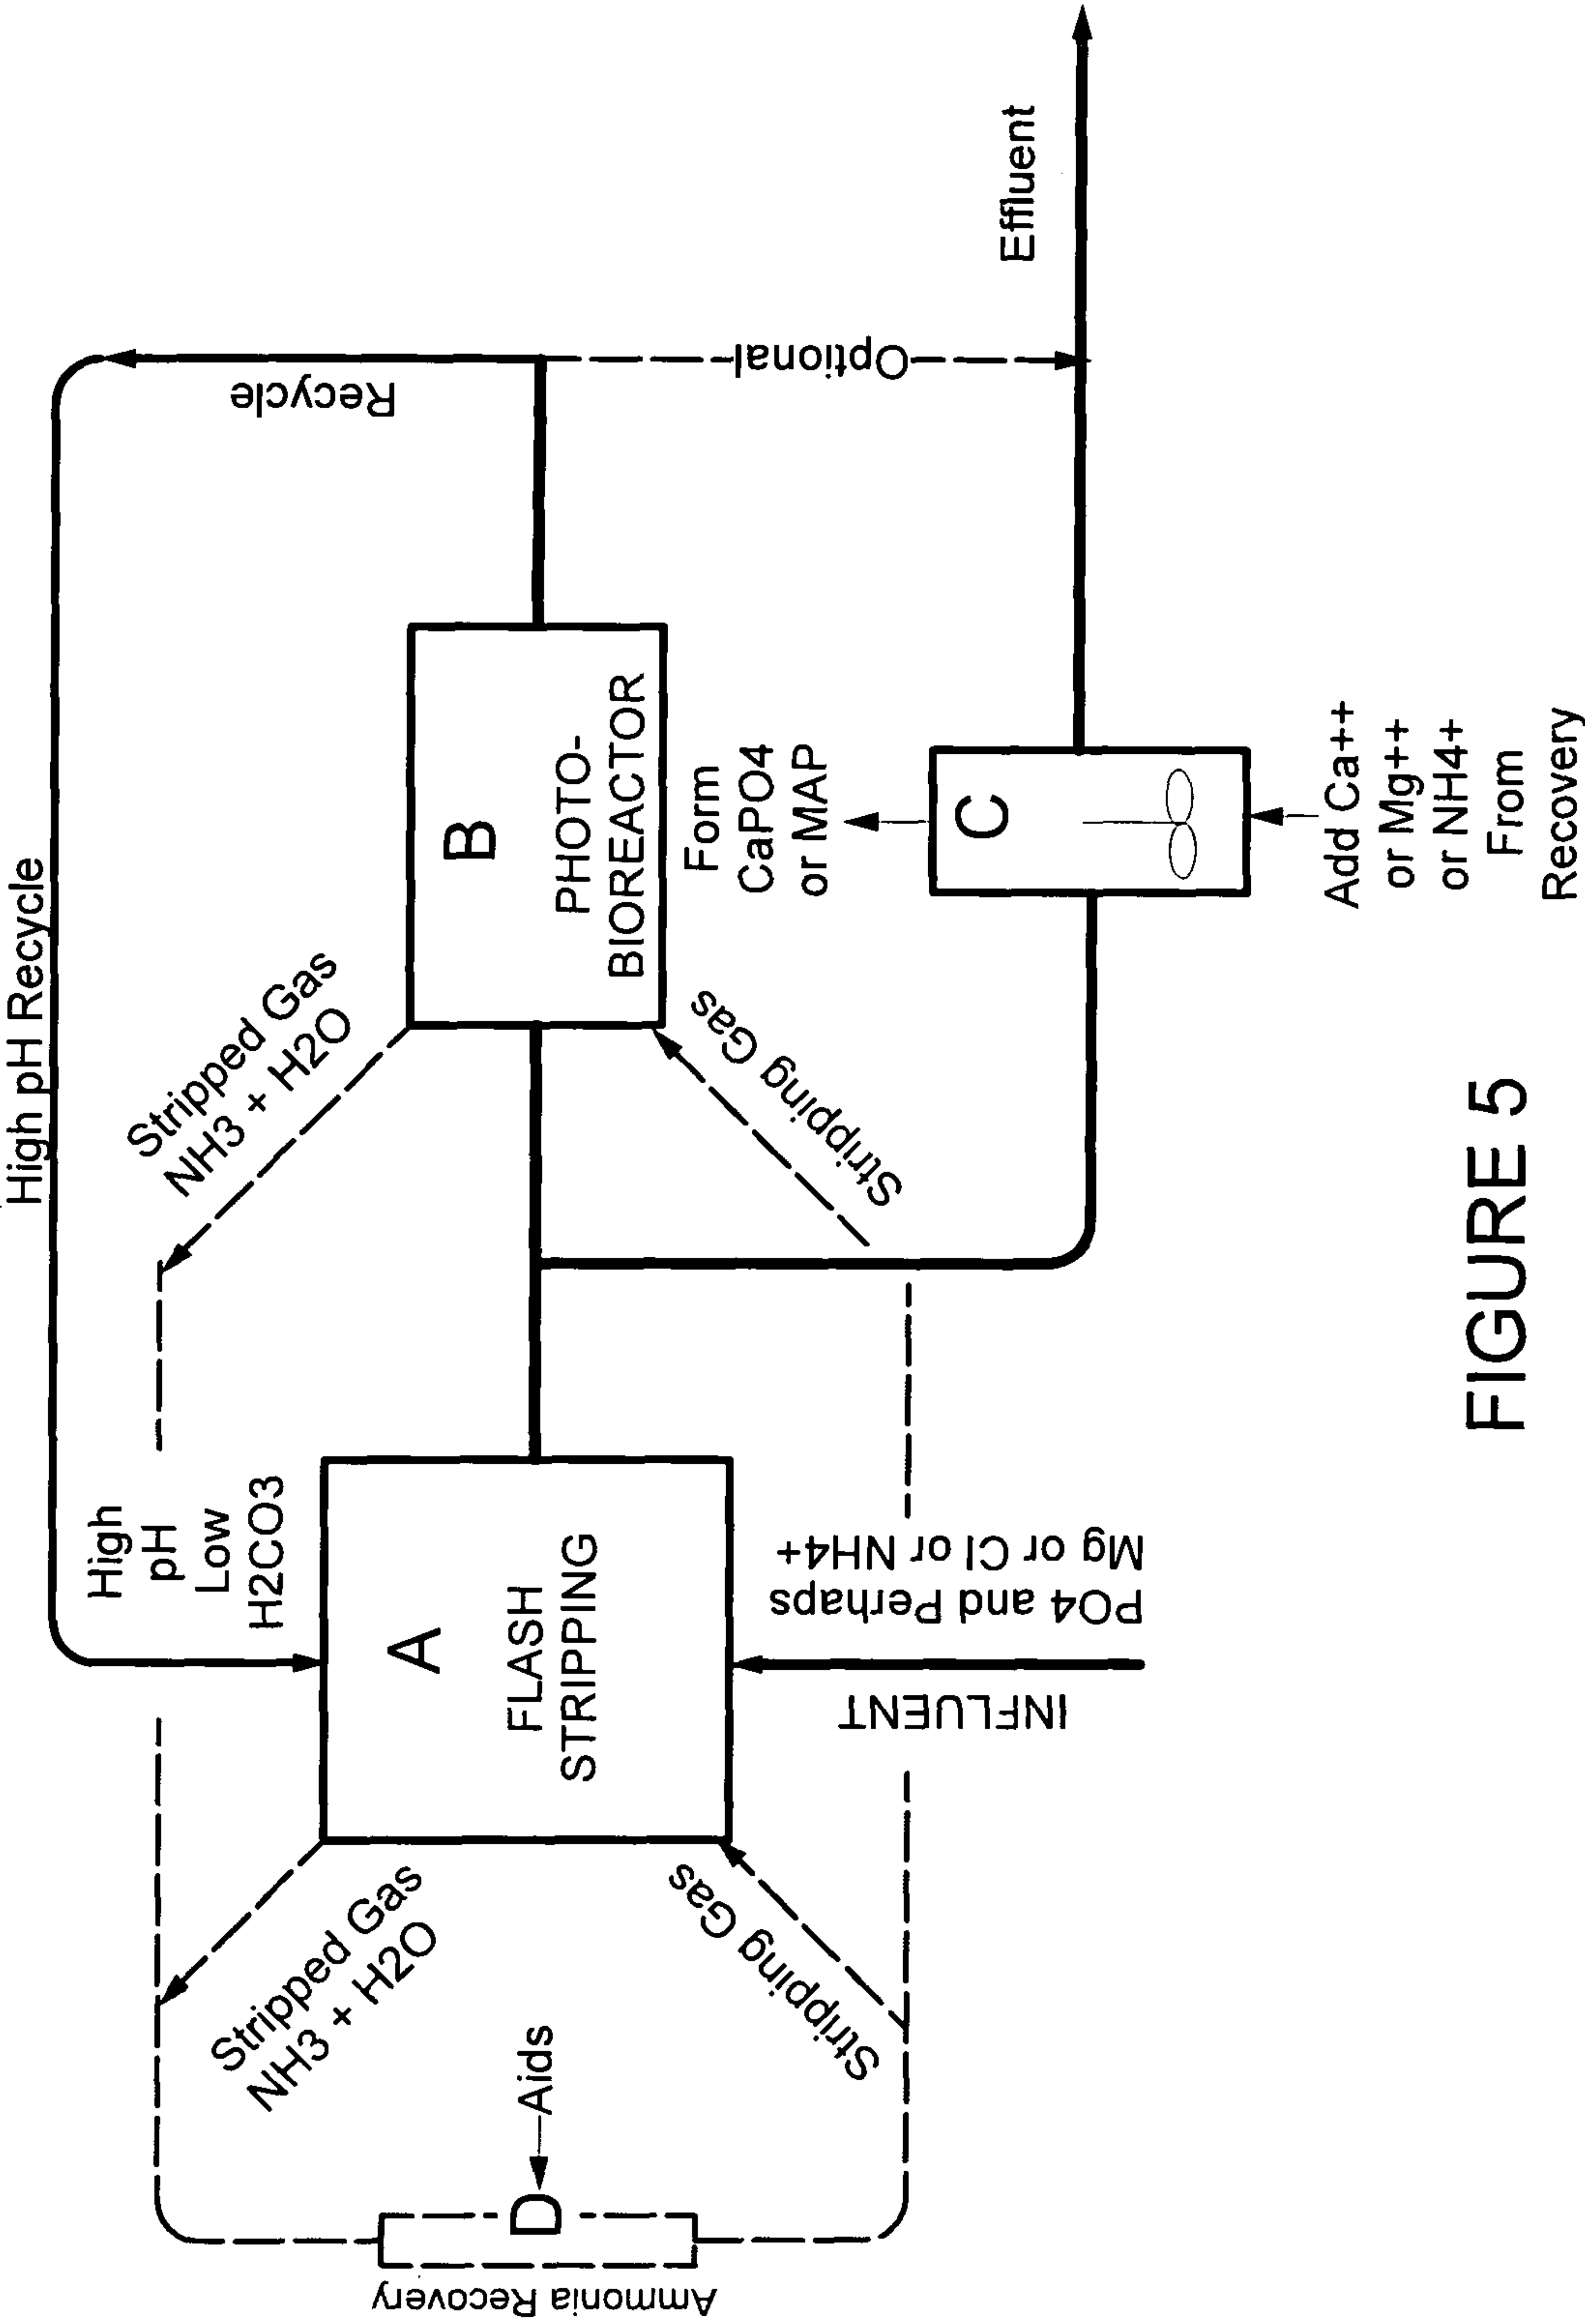 High pH Recycle
High
pH
Low
H2CO3
Stripped Gas
NH3 + H2O
Recycle
Stripped Gas
NH3 + H2O
A
FLASH
STRIPPING
B
PHOTO-
BIOREACTOR
Ammonia Recovery
D
Aids
Stripping Gas
Stripping Gas
INFLUENT
PO4 and Perhaps
Mg or Cl or NH4+
Form
CaPO4
or MAP
C
Optional
Effluent
Add Ca++
or Mg++
or NH4+
From
Recovery
FIGURE 5